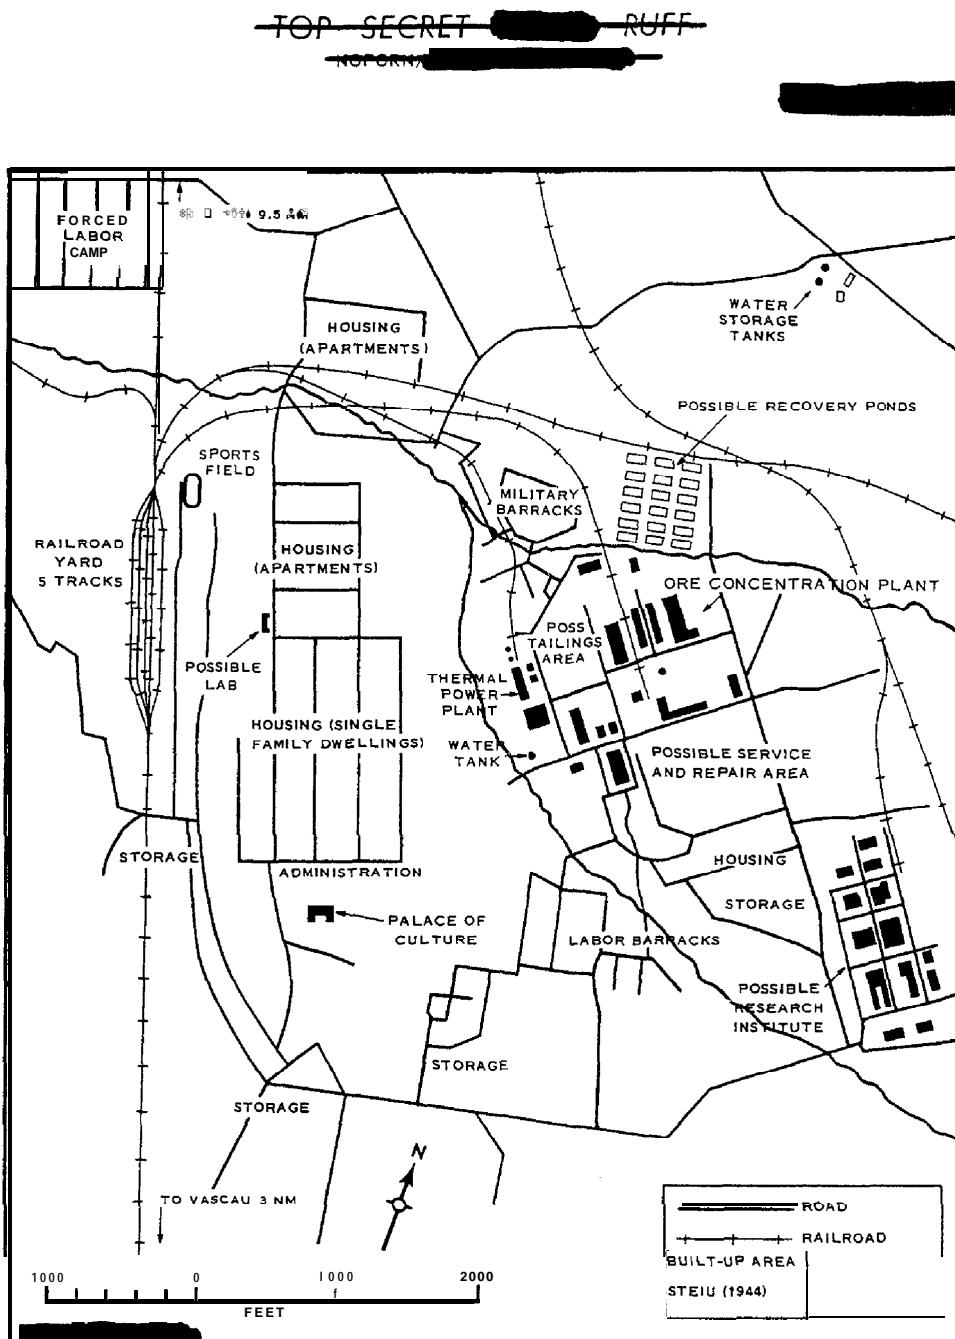 TOP SECRET RUFF
NOFORN
9.5
FORCED
LABOR
CAMP
HOUSING
(APARTMENTS)
WATER
STORAGE
TANKS
POSSIBLE RECOVERY PONDS
SPORTS
FIELD
MILITARY
BARRACKS
RAILROAD
YARD
5 TRACKS
HOUSING
(APARTMENTS)
ORE CONCENTRATION PLANT
POSS
TAILINGS
AREA
POSSIBLE
LAB
THERMAL
POWER
PLANT
HOUSING (SINGLE
FAMILY DWELLINGS)
WATER
TANK
POSSIBLE SERVICE
AND REPAIR AREA
STORAGE
HOUSING
ADMINISTRATION
STORAGE
PALACE OF
CULTURE
LABOR BARRACKS
POSSIBLE
RESEARCH
INSTITUTE
STORAGE
STORAGE
N
TO VASCAU 3 NM
ROAD
RAILROAD
BUILT-UP AREA
STEIU (1944)
1000 0 1000 2000
FEET